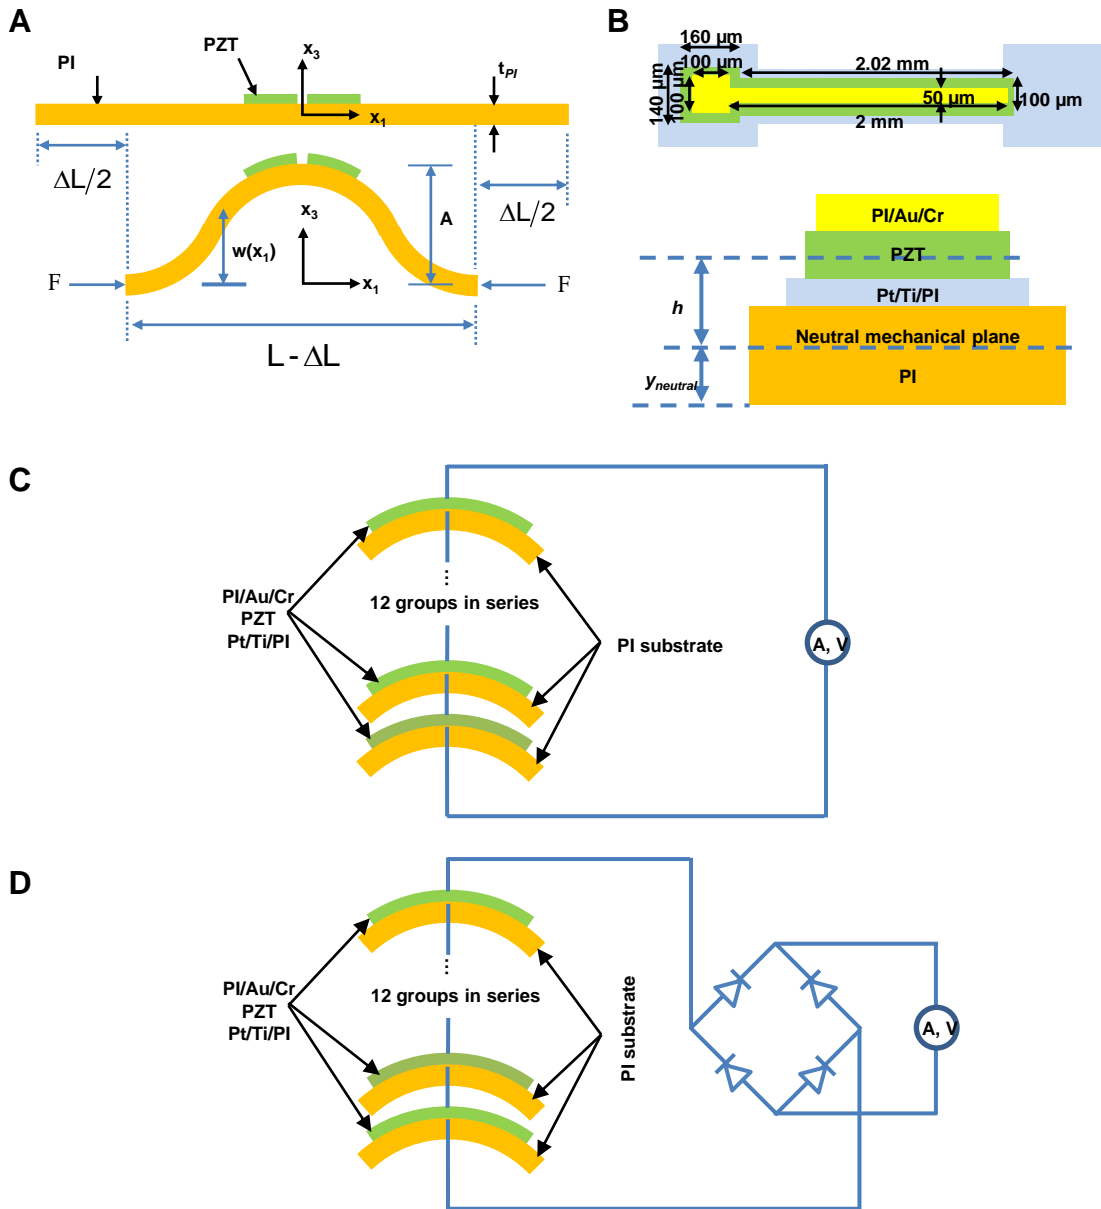 A
PZT
x3
PI
tPI
x1
ΔL/2
ΔL/2
A
x3
w(x1)
F
F
x1
L - ΔL
B
160 µm
100 µm
2.02 mm
140 µm
100 µm
50 µm
100 µm
2 mm
PI/Au/Cr
PZT
Pt/Ti/PI
h
Neutral mechanical plane
yneutral
PI
C
PI/Au/Cr
PZT
Pt/Ti/PI
12 groups in series
PI substrate
A, V
D
PI/Au/Cr
PZT
Pt/Ti/PI
12 groups in series
PI substrate
A, V